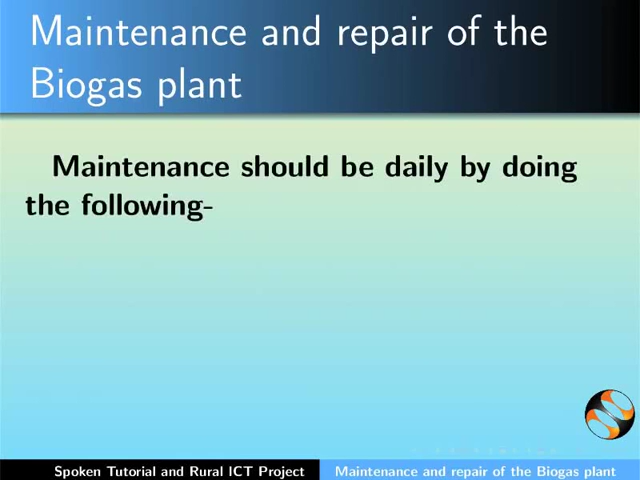 Maintenance and repair of the
Biogas plant
Maintenance should be daily by doing
the following-
Spoken Tutorial and Rural ICT Project
Maintenance and repair of the Biogas plant